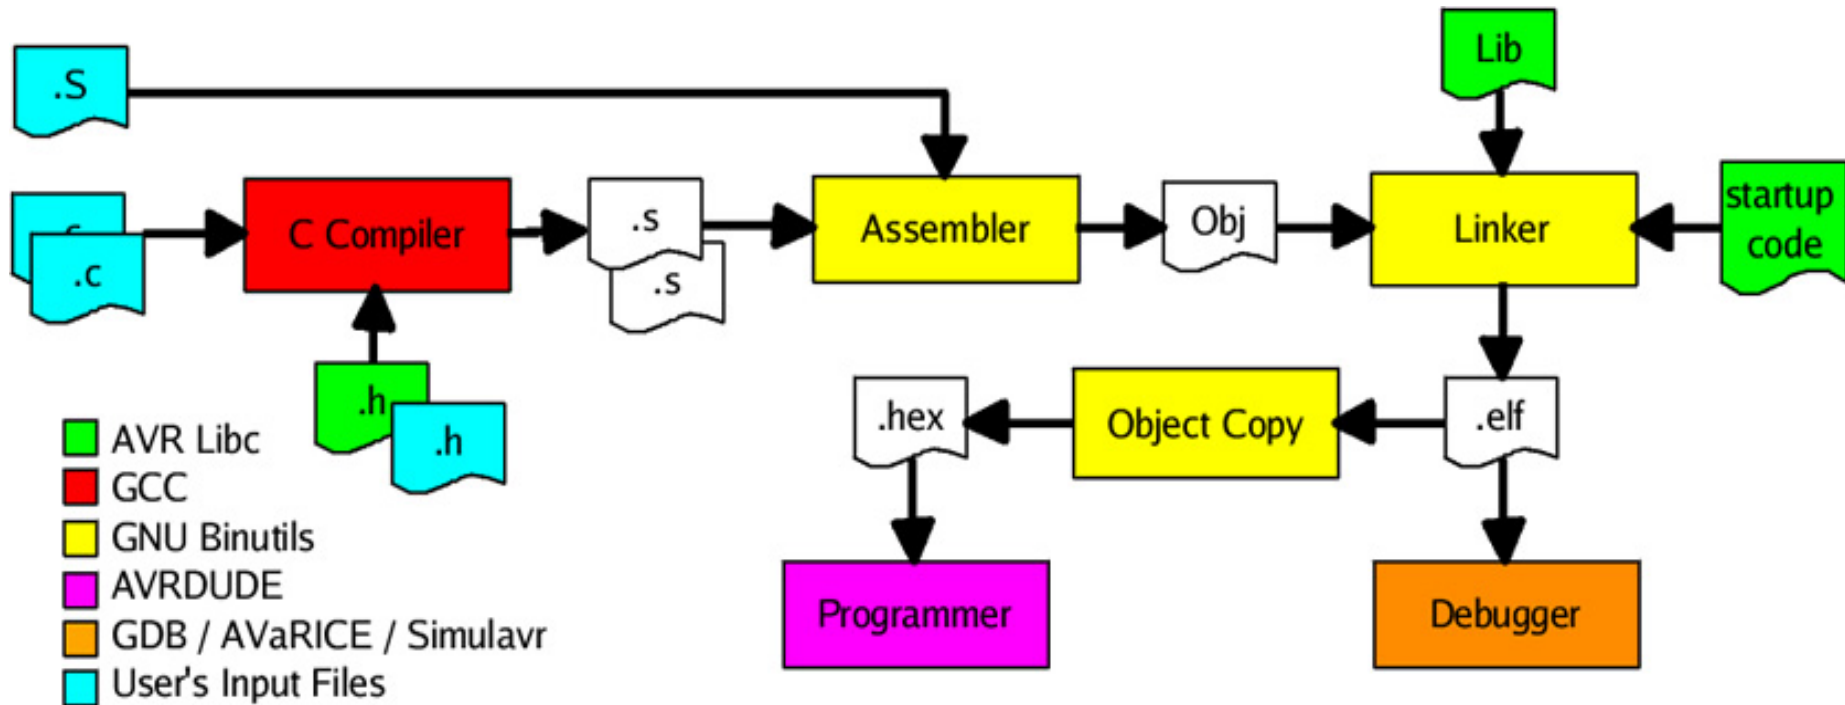 .S
Lib
.c
C Compiler
.s
.s
Assembler
Obj
Linker
startup
code
.h
.h
.hex
Object Copy
.elf
Programmer
Debugger
AVR Libc
GCC
GNU Binutils
AVRDUDE
GDB / AVaRICE / Simulavr
User's Input Files